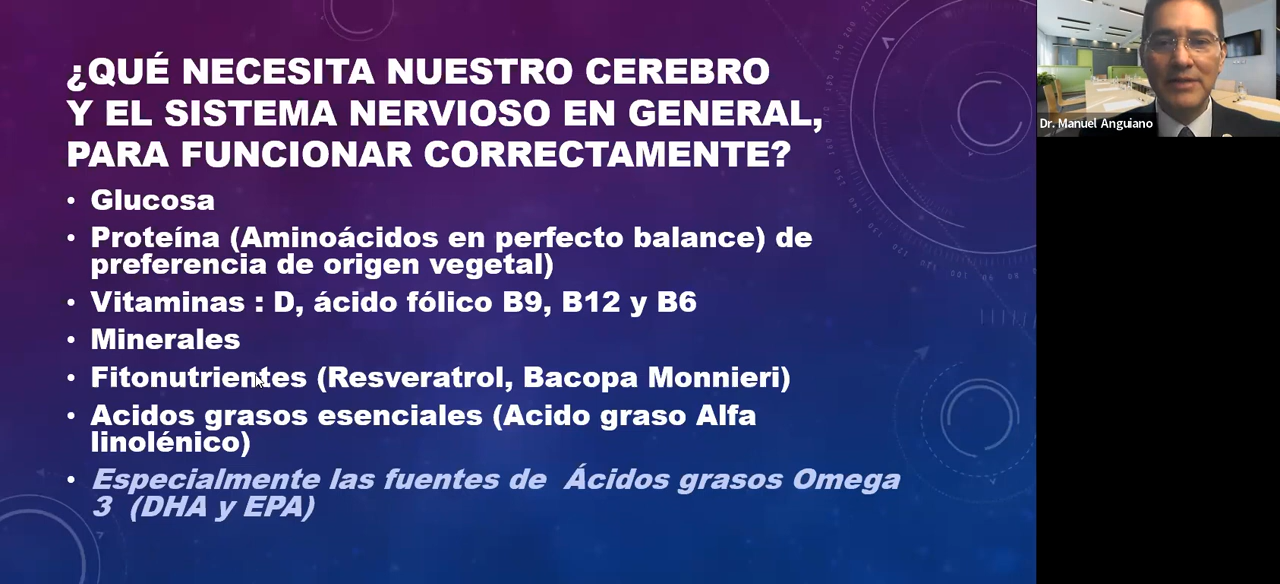 ¿QUÉ NECESITA NUESTRO CEREBRO
Y EL SISTEMA NERVIOSO EN GENERAL,
PARA FUNCIONAR CORRECTAMENTE?
• Glucosa
• Proteína (Aminoácidos en perfecto balance) de
preferencia de origen vegetal)
• Vitaminas : D, ácido fólico B9, B12 y B6
• Minerales
• Fitonutrientes (Resveratrol, Bacopa Monnieri)
• Acidos grasos esenciales (Acido graso Alfa
linolénico)
• Especialmente las fuentes de Ácidos grasos Omega
3 (DHA y EPA)
Dr. Manuel Anguiano